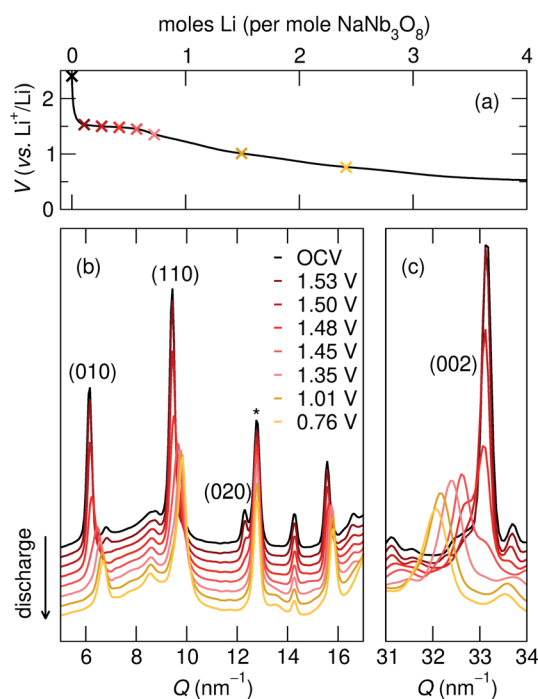 moles Li (per mole NaNb₃O₈)
0 1 2 3 4
V (vs. Li⁺/Li)
2
1
0
(a)
(b)
(c)
(010)
(110)
(020)
*
(002)
OCV
1.53 V
1.50 V
1.48 V
1.45 V
1.35 V
1.01 V
0.76 V
discharge
6 8 10 12 14 16
31 32 33 34
Q (nm⁻¹)
Q (nm⁻¹)